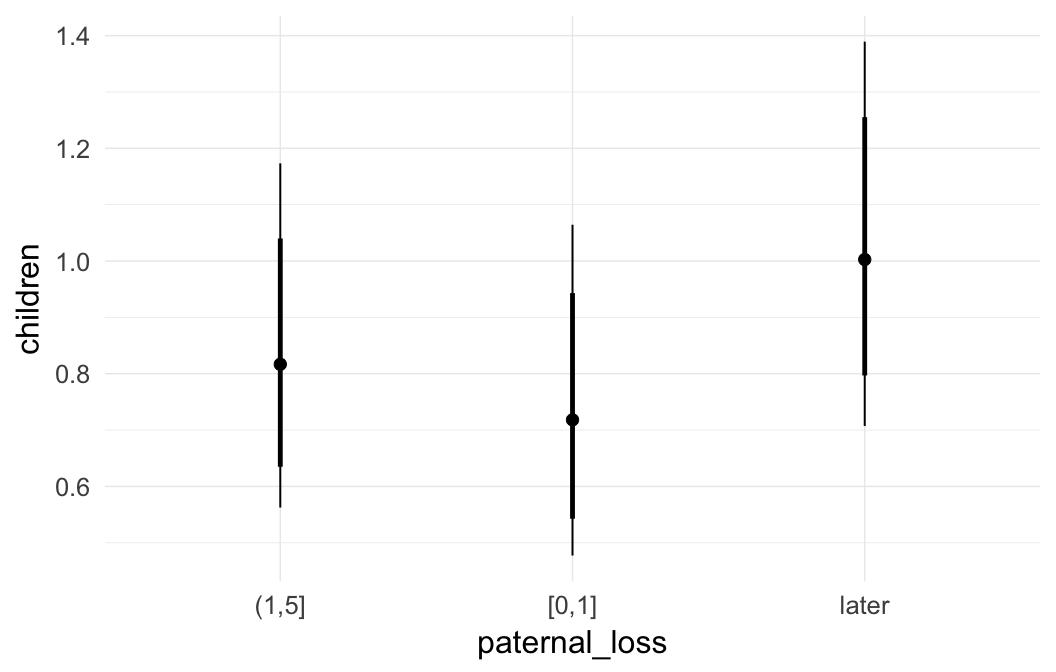 1.4
1.2
1.0
0.8
0.6
children
(1,5]
[0,1]
later
paternal_loss